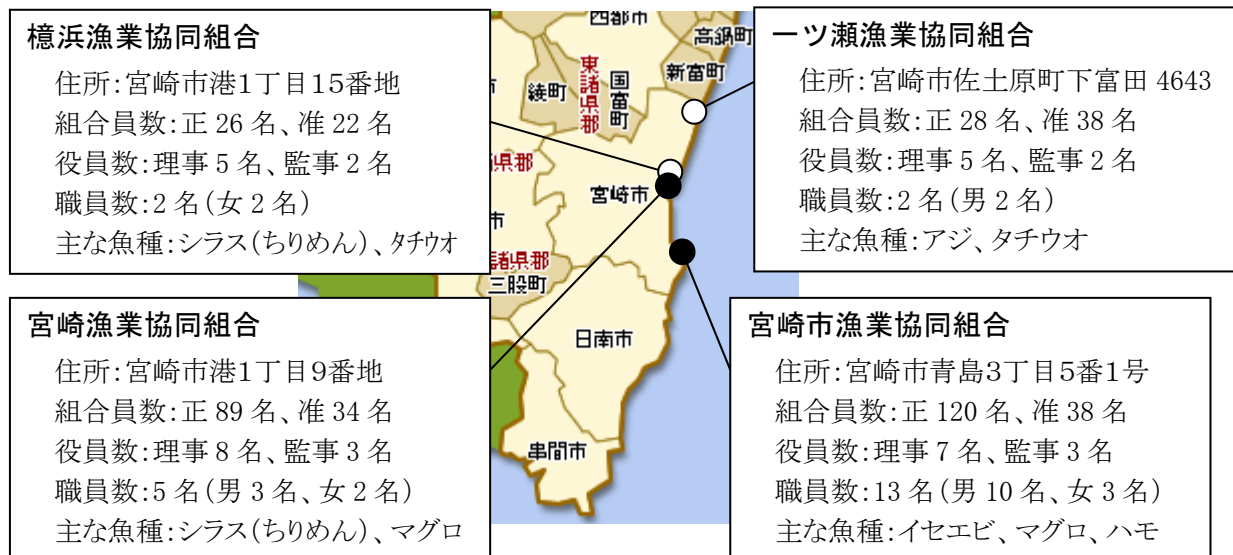 檍浜漁業協同組合
住所:宮崎市港1丁目15番地
組合員数:正 26 名、准 22 名
役員数:理事 5 名、監事 2 名
職員数:2 名(女 2 名)
主な魚種:シラス(ちりめん)、タチウオ
一ツ瀬漁業協同組合
住所:宮崎市佐土原町下富田 4643
組合員数:正 28 名、准 38 名
役員数:理事 5 名、監事 2 名
職員数:2 名(男 2 名)
主な魚種:アジ、タチウオ
高鍋町
新富町
綾町
東諸県郡
国富町
県郡
宮崎市
市
諸県郡
三股町
日南市
串間市
宮崎漁業協同組合
住所:宮崎市港1丁目9番地
組合員数:正 89 名、准 34 名
役員数:理事 8 名、監事 3 名
職員数:5 名(男 3 名、女 2 名)
主な魚種:シラス(ちりめん)、マグロ
宮崎市漁業協同組合
住所:宮崎市青島3丁目5番1号
組合員数:正 120 名、准 38 名
役員数:理事 7 名、監事 3 名
職員数:13 名(男 10 名、女 3 名)
主な魚種:イセエビ、マグロ、ハモ